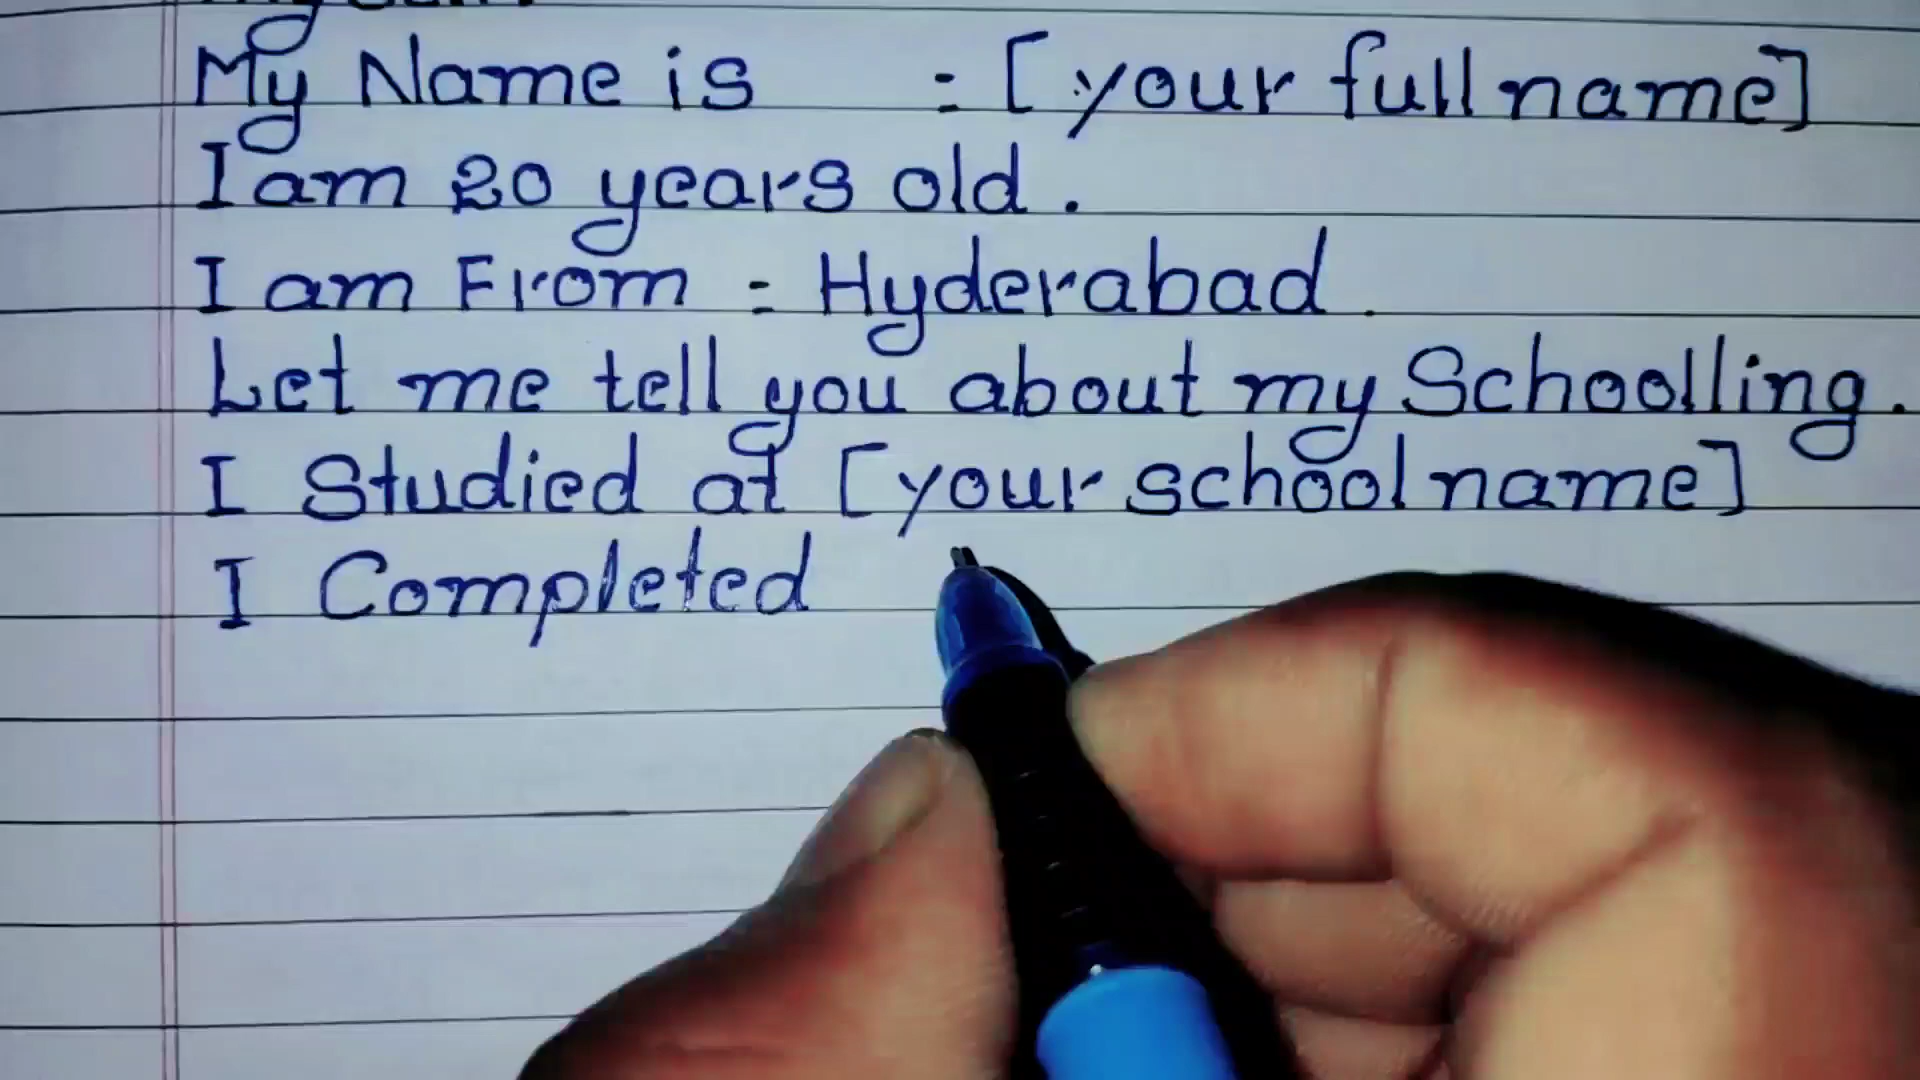 My Name is : [your full name]
I am 20 years old.
I am From : Hyderabad.
Let me tell you about my Schoolling.
I Studied at [your school name]
I Completed